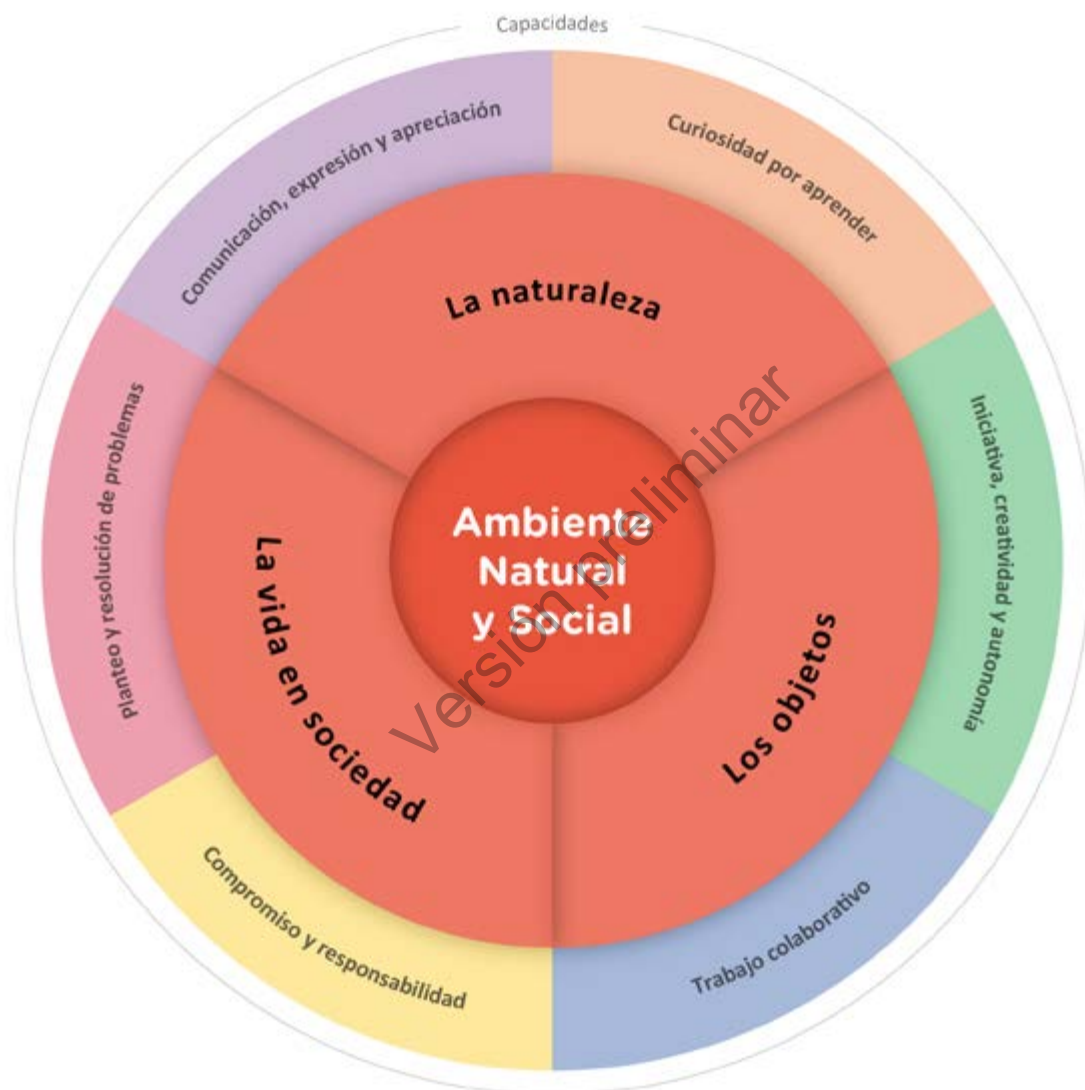 Capacidades
Comunicación, expresión y apreciación
Curiosidad por aprender
La naturaleza
Planteo y resolución de problemas
Iniciativa, creatividad y autonomía
Ambiente
Natural
y Social
Versión preliminar
La vida en sociedad
Los objetos
Compromiso y responsabilidad
Trabajo colaborativo